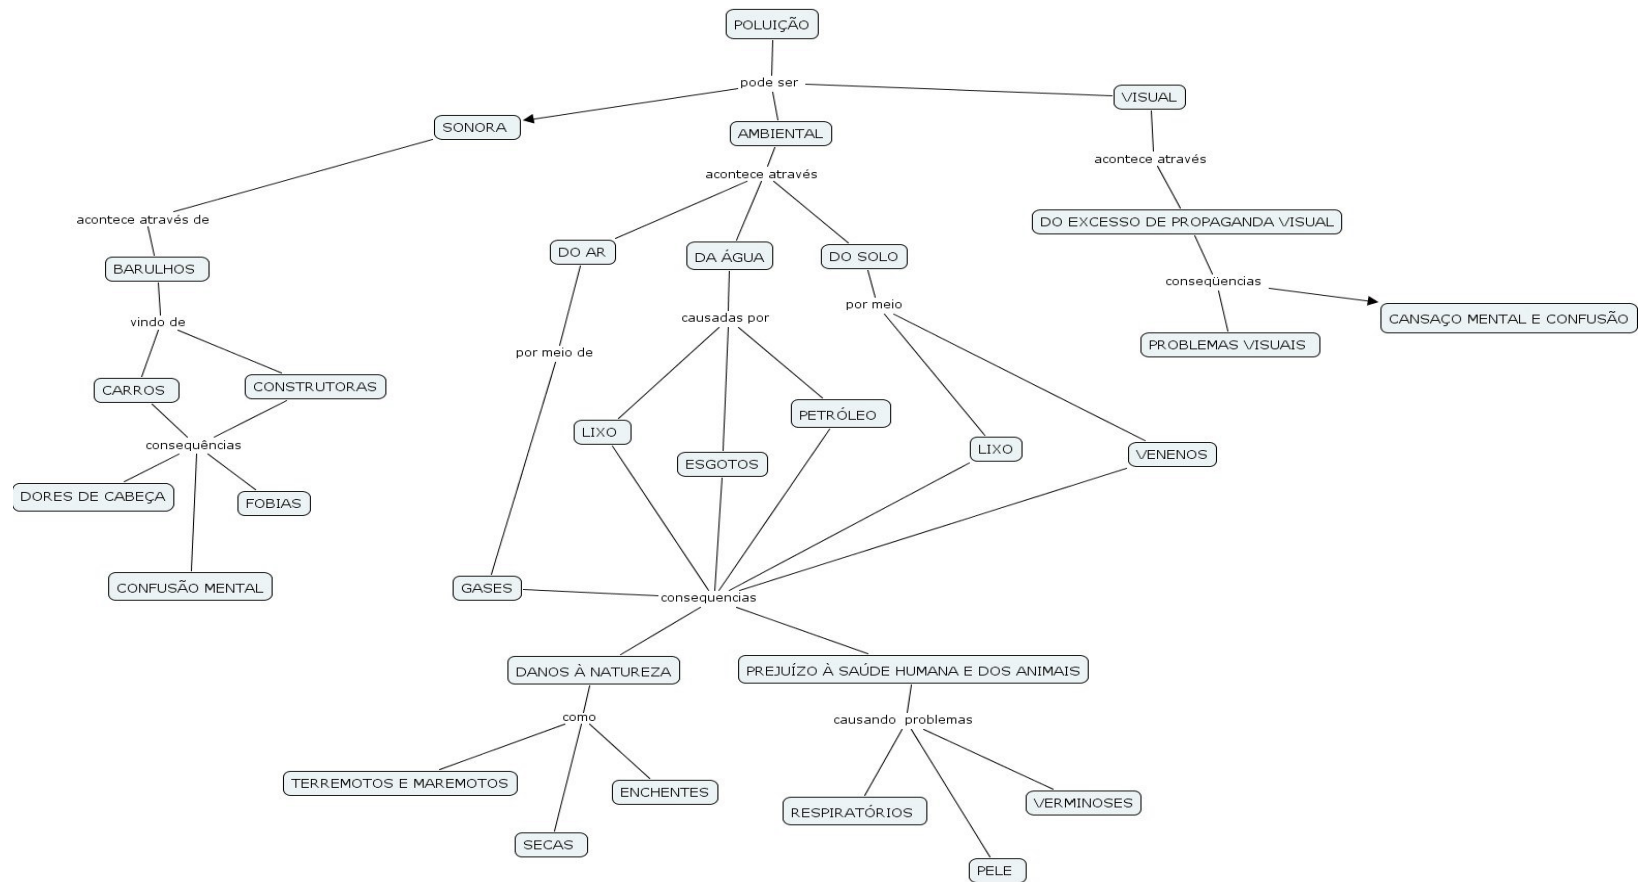 POLUIÇÃO
pode ser
SONORA
AMBIENTAL
VISUAL
acontece através de
BARULHOS
vindo de
CARROS
CONSTRUTORAS
consequências
DORES DE CABEÇA
FOBIAS
CONFUSÃO MENTAL
acontece através
DO AR
DA ÁGUA
DO SOLO
por meio de
GASES
causadas por
LIXO
ESGOTOS
PETRÓLEO
por meio
LIXO
VENENOS
consequencias
DANOS À NATUREZA
como
TERREMOTOS E MAREMOTOS
SECAS
ENCHENTES
PREJUÍZO À SAÚDE HUMANA E DOS ANIMAIS
causando problemas
RESPIRATÓRIOS
PELE
VERMINOSES
acontece através
DO EXCESSO DE PROPAGANDA VISUAL
conseqüencias
PROBLEMAS VISUAIS
CANSAÇO MENTAL E CONFUSÃO